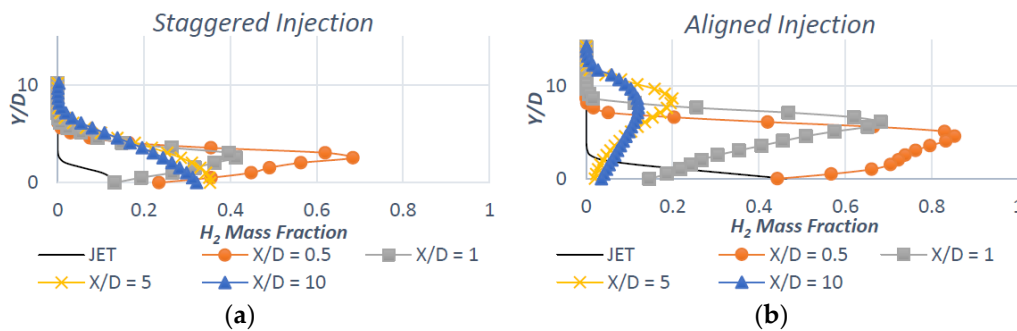 Staggered Injection
Y/D
10
0
0
0.2
0.4
0.6
0.8
1
H2 Mass Fraction
JET
X/D = 0.5
X/D = 1
X/D = 5
X/D = 10
(a)
Aligned Injection
Y/D
10
0
0
0.2
0.4
0.6
0.8
1
H2 Mass Fraction
JET
X/D = 0.5
X/D = 1
X/D = 5
X/D = 10
(b)